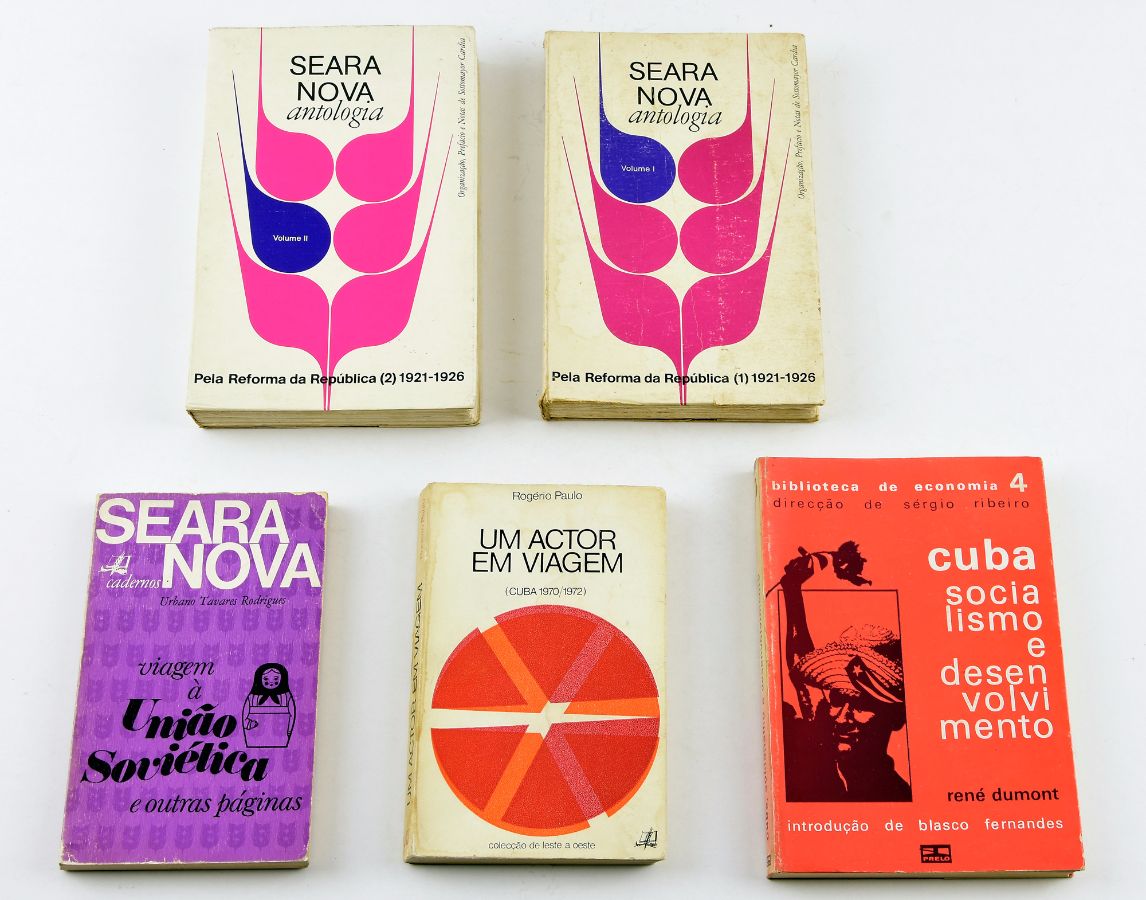 SEARA
NOVA
antologia
Organização, Prefácio e Notas de Sottomayor Cardia
Volume II
Pela Reforma da República (2) 1921-1926
SEARA
NOVA
antologia
Organização, Prefácio e Notas de Sottomayor Cardia
Volume I
Pela Reforma da República (1) 1921-1926
SEARA
NOVA
cadernos
Urbano Tavares Rodrigues
viagem
à
União
Soviética
e outras páginas
Rogério Paulo
UM ACTOR
EM VIAGEM
(CUBA 1970/1972)
colecção de leste a oeste
UM ACTOR EM VIAGEM
biblioteca de economia 4
direcção de sérgio ribeiro
cuba
socia
lismo
e
desen
volvi
mento
rené dumont
introdução de blasco fernandes
PRELO